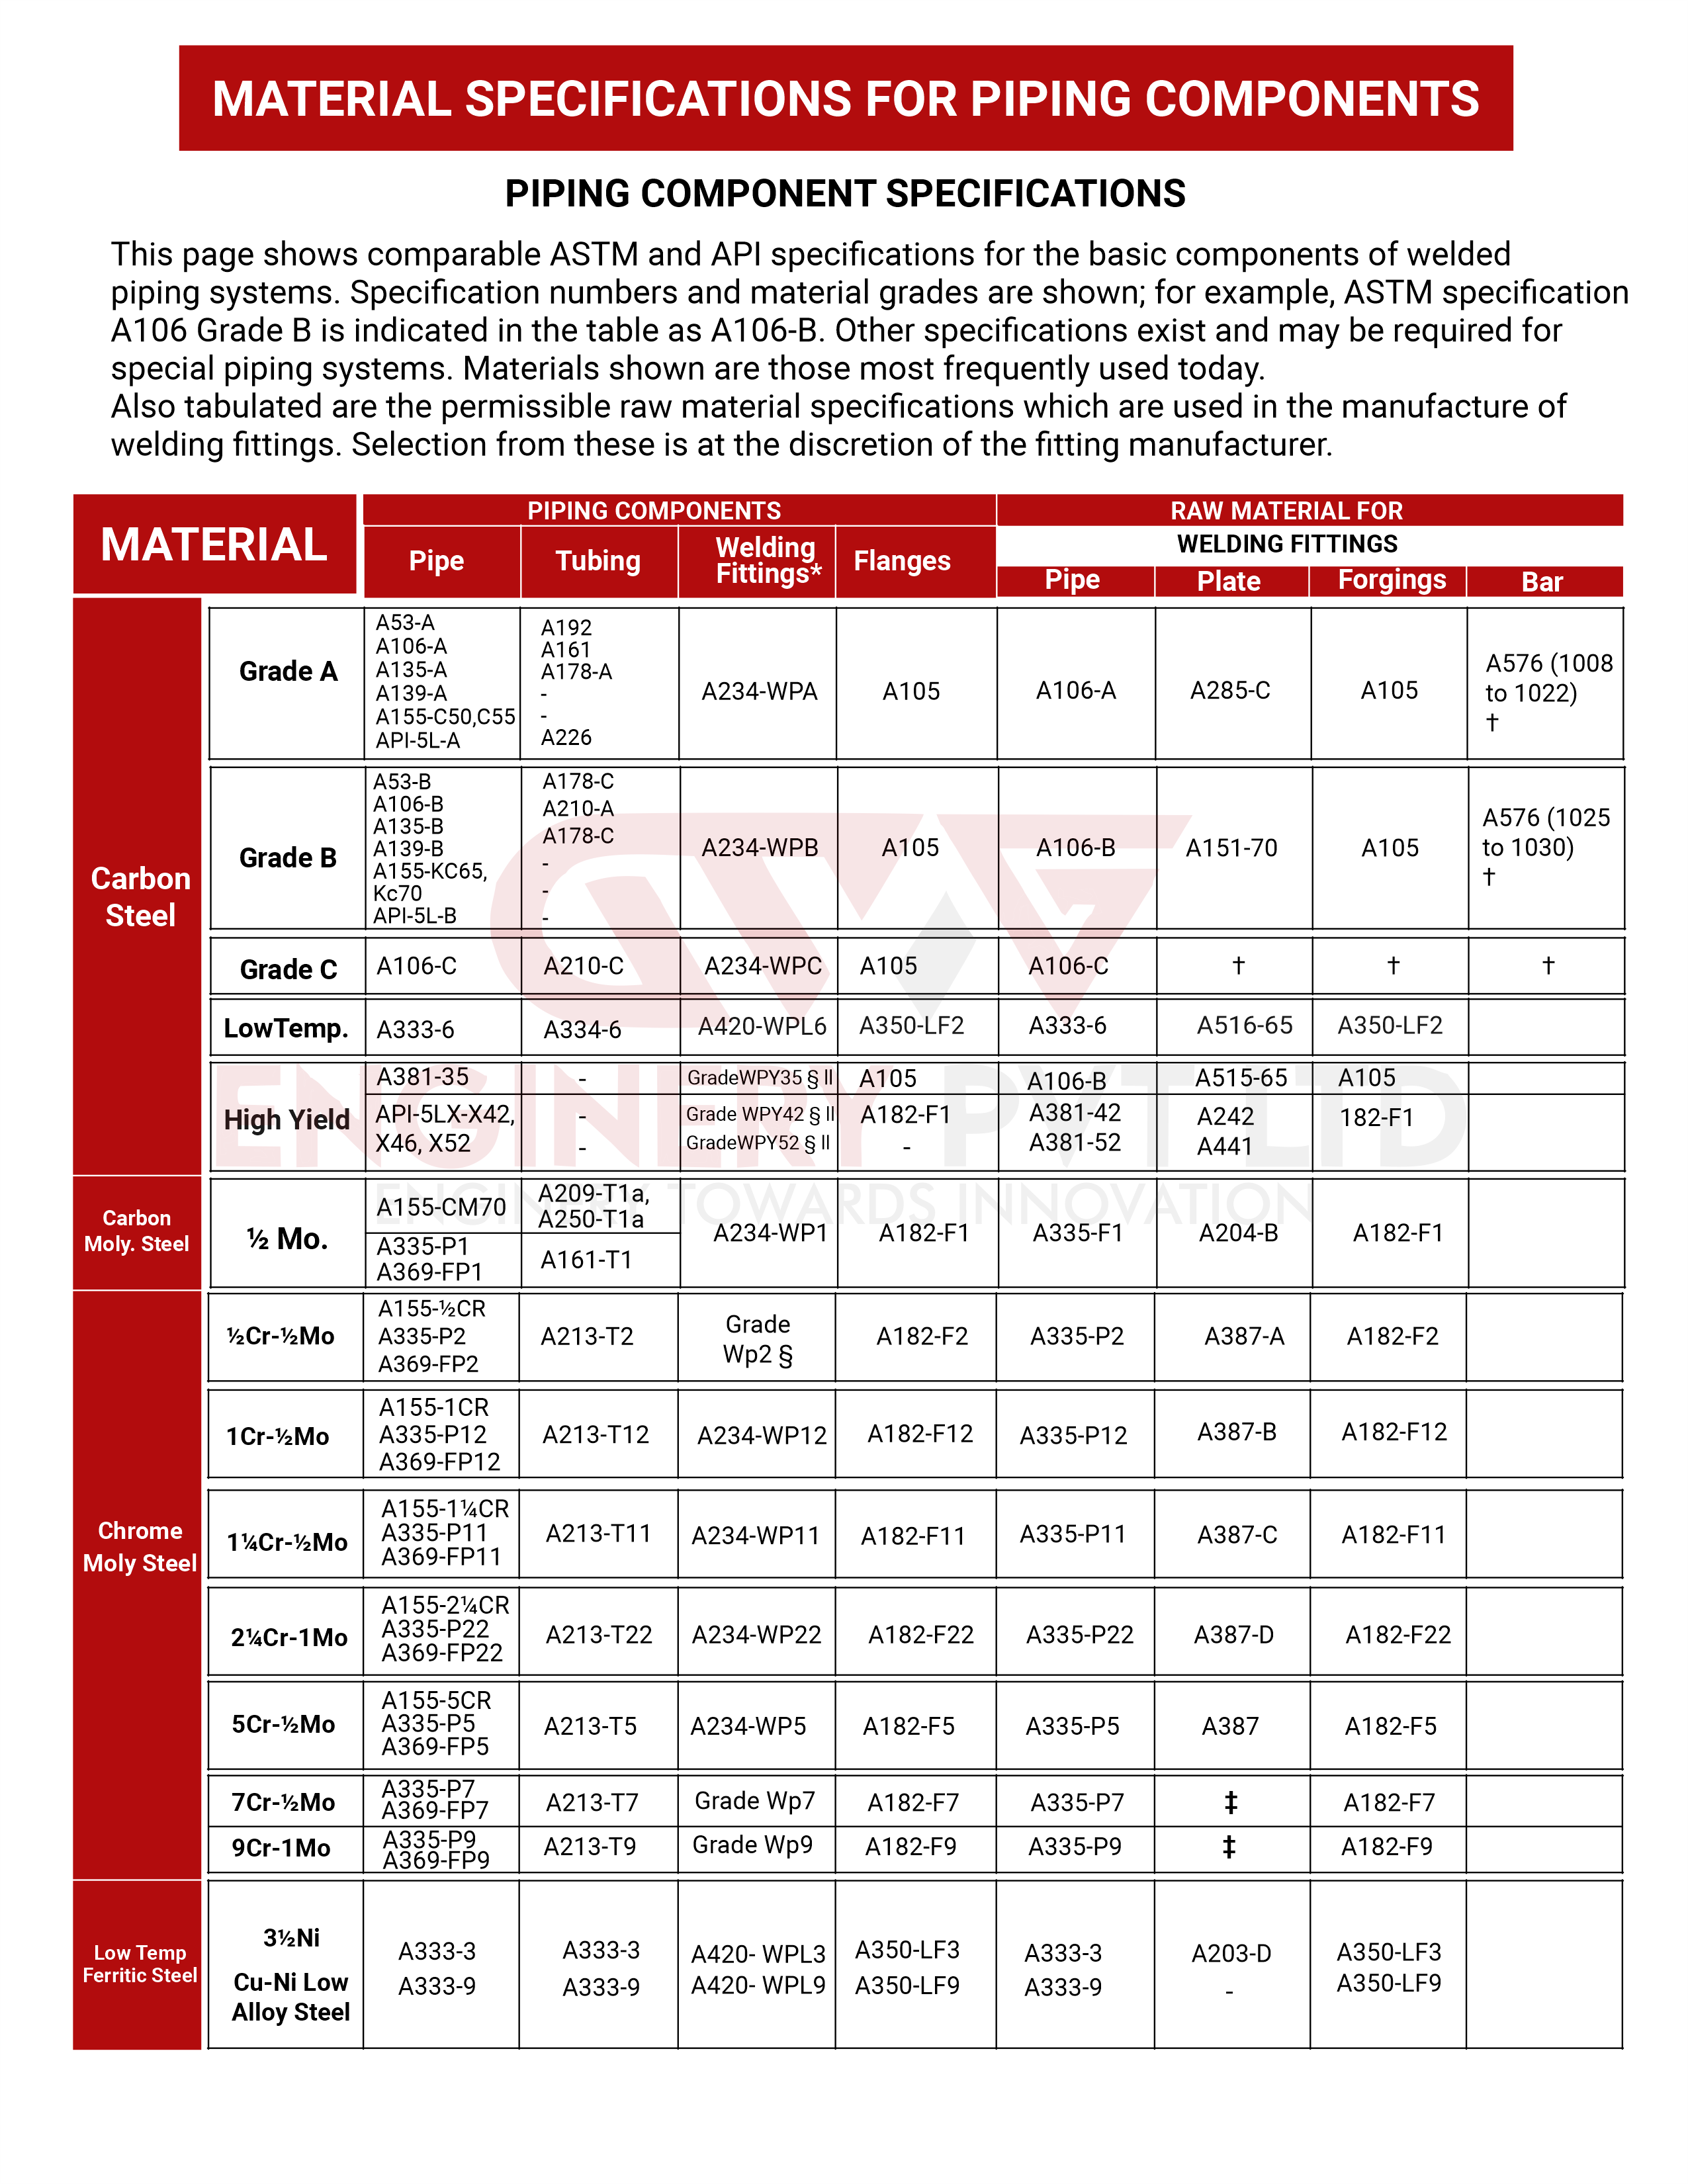 MATERIAL SPECIFICATIONS FOR PIPING COMPONENTS
PIPING COMPONENT SPECIFICATIONS
This page shows comparable ASTM and API specifications for the basic components of welded
piping systems. Specification numbers and material grades are shown; for example, ASTM specification
A106 Grade B is indicated in the table as A106-B. Other specifications exist and may be required for
special piping systems. Materials shown are those most frequently used today.
Also tabulated are the permissible raw material specifications which are used in the manufacture of
welding fittings. Selection from these is at the discretion of the fitting manufacturer.
MATERIAL
PIPING COMPONENTS
RAW MATERIAL FOR
WELDING FITTINGS
Pipe
Tubing
Welding
Fittings*
Flanges
Pipe
Plate
Forgings
Bar
Carbon
Steel
Grade A
A53-A
A106-A
A135-A
A139-A
A155-C50,C55
API-5L-A
A192
A161
A178-A
-
-
A226
A234-WPA
A105
A106-A
A285-C
A105
A576 (1008
to 1022)
†
Grade B
A53-B
A106-B
A135-B
A139-B
A155-KC65,
Kc70
API-5L-B
A178-C
A210-A
A178-C
-
-
-
A234-WPB
A105
A106-B
A151-70
A105
A576 (1025
to 1030)
†
Grade C
A106-C
A210-C
A234-WPC
A105
A106-C
†
†
†
LowTemp.
A333-6
A334-6
A420-WPL6
A350-LF2
A333-6
A516-65
A350-LF2
High Yield
A381-35
-
GradeWPY35 § ll
A105
A106-B
A515-65
A105
API-5LX-X42,
X46, X52
-
-
Grade WPY42 § ll
GradeWPY52 § ll
A182-F1
-
A381-42
A381-52
A242
A441
182-F1
ENGINERY PVT LTD
ENGINERY TOWARDS INNOVATION
Carbon
Moly. Steel
½ Mo.
A155-CM70
A335-P1
A369-FP1
A209-T1a,
A250-T1a
A161-T1
A234-WP1
A182-F1
A335-F1
A204-B
A182-F1
Chrome
Moly Steel
½Cr-½Mo
A155-½CR
A335-P2
A369-FP2
A213-T2
Grade
Wp2 §
A182-F2
A335-P2
A387-A
A182-F2
1Cr-½Mo
A155-1CR
A335-P12
A369-FP12
A213-T12
A234-WP12
A182-F12
A335-P12
A387-B
A182-F12
1¼Cr-½Mo
A155-1¼CR
A335-P11
A369-FP11
A213-T11
A234-WP11
A182-F11
A335-P11
A387-C
A182-F11
2¼Cr-1Mo
A155-2¼CR
A335-P22
A369-FP22
A213-T22
A234-WP22
A182-F22
A335-P22
A387-D
A182-F22
5Cr-½Mo
A155-5CR
A335-P5
A369-FP5
A213-T5
A234-WP5
A182-F5
A335-P5
A387
A182-F5
7Cr-½Mo
A335-P7
A369-FP7
A213-T7
Grade Wp7
A182-F7
A335-P7
‡
A182-F7
9Cr-1Mo
A335-P9
A369-FP9
A213-T9
Grade Wp9
A182-F9
A335-P9
‡
A182-F9
Low Temp
Ferritic Steel
3½Ni
Cu-Ni Low
Alloy Steel
A333-3
A333-9
A333-3
A333-9
A420- WPL3
A420- WPL9
A350-LF3
A350-LF9
A333-3
A333-9
A203-D
-
A350-LF3
A350-LF9